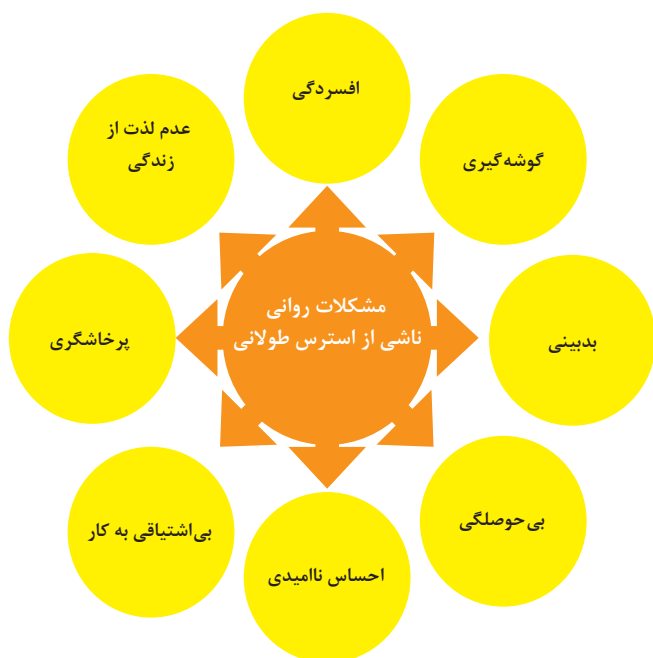 مشکلات روانی
ناشی از استرس طولانی
افسردگی
گوشه‌گیری
بدبینی
بی‌حوصلگی
احساس ناامیدی
بی‌اشتیاقی به کار
پرخاشگری
عدم لذت از
زندگی